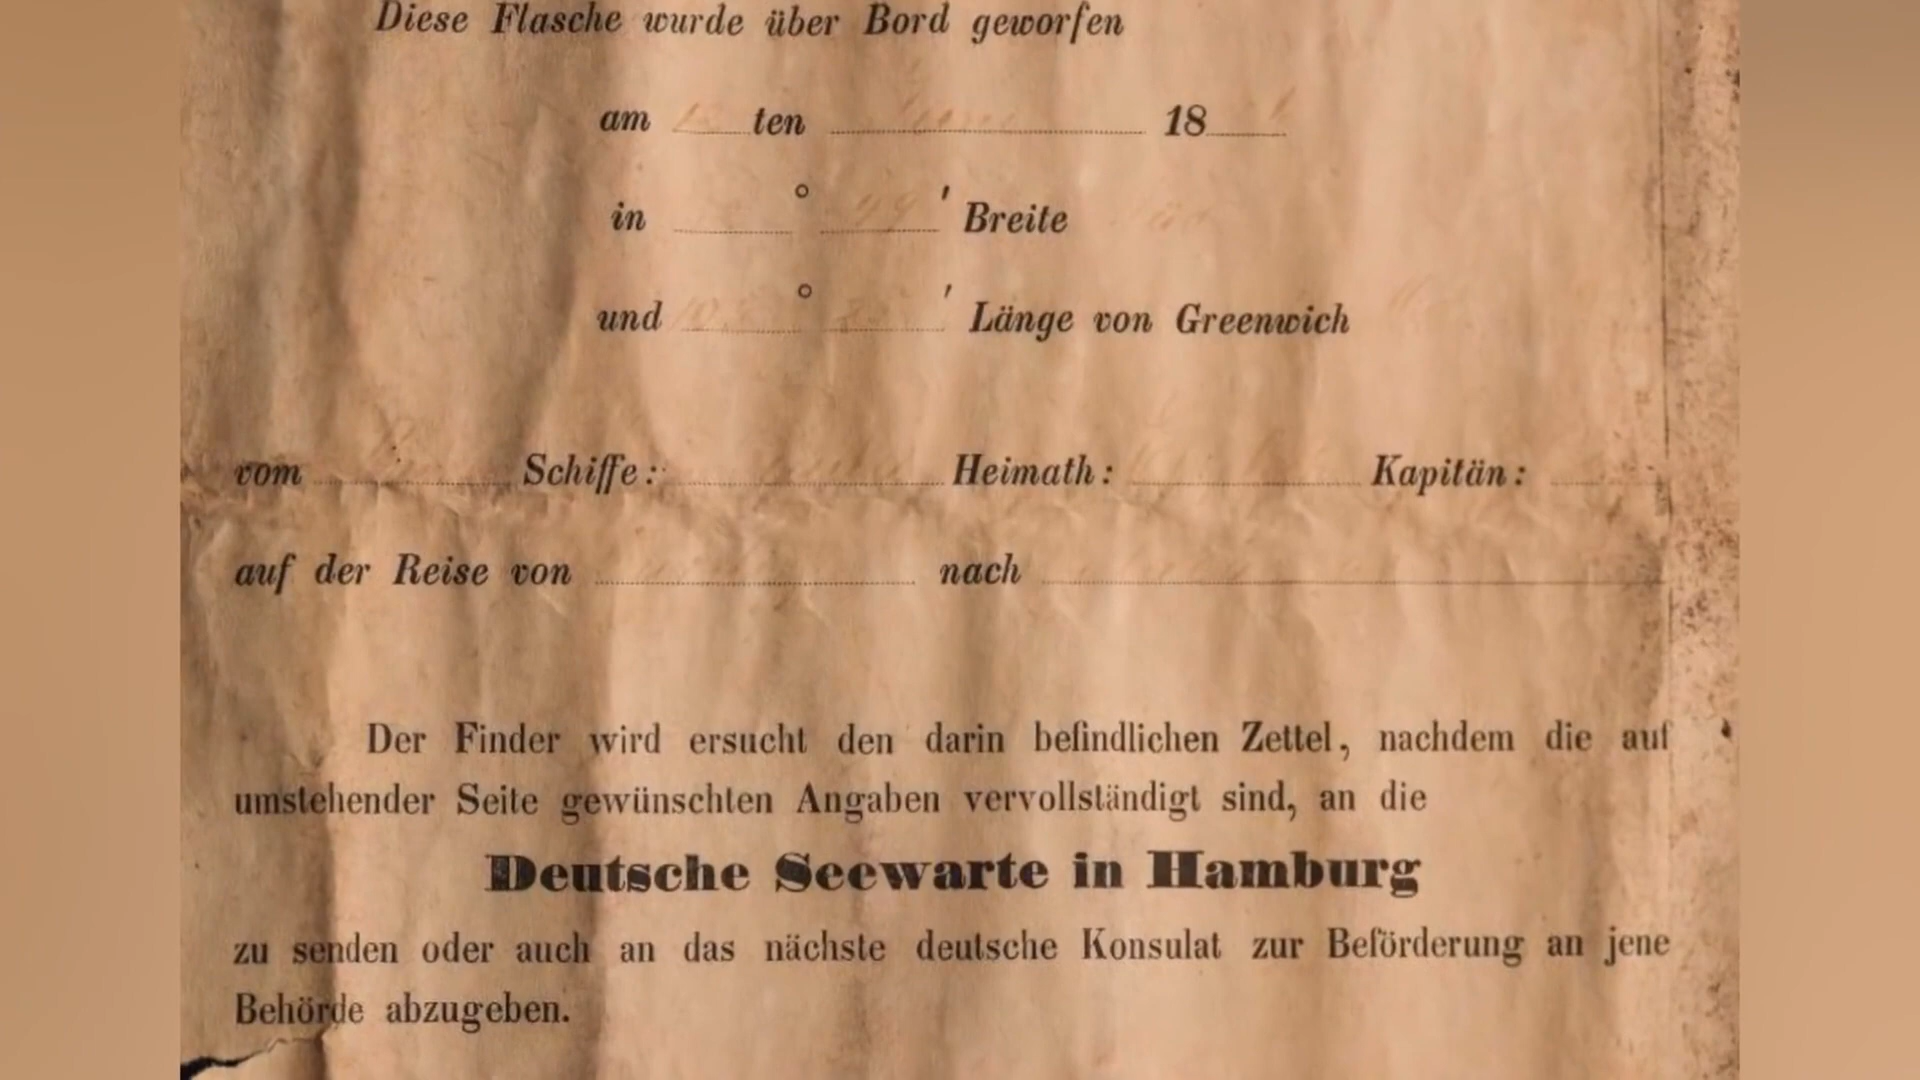 Diese Flasche wurde über Bord geworfen
am ten 18
in ° ' Breite
und ° ' Länge von Greenwich
vom Schiffe: Heimath: Kapitän:
auf der Reise von nach
Der Finder wird ersucht den darin befindlichen Zettel, nachdem die auf
umstehender Seite gewünschten Angaben vervollständigt sind, an die
Deutsche Seewarte in Hamburg
zu senden oder auch an das nächste deutsche Konsulat zur Beförderung an jene
Behörde abzugeben.